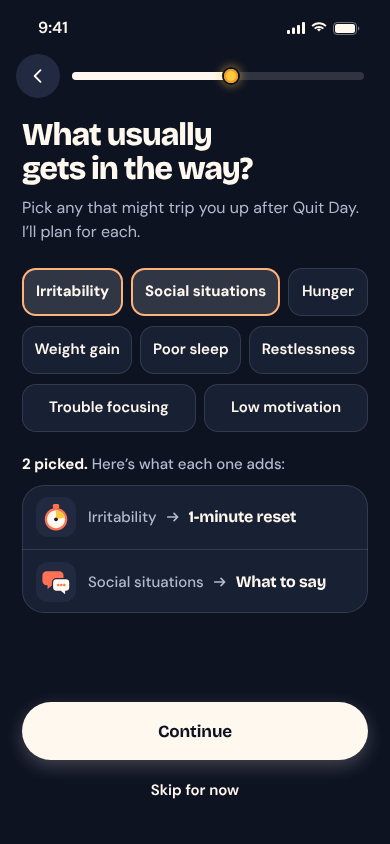 9:41
What usually
gets in the way?
Pick any that might trip you up after Quit Day.
I’ll plan for each.
Irritability Social situations Hunger
Weight gain Poor sleep Restlessness
Trouble focusing Low motivation
2 picked. Here’s what each one adds:
Irritability → 1-minute reset
Social situations → What to say
Continue
Skip for now